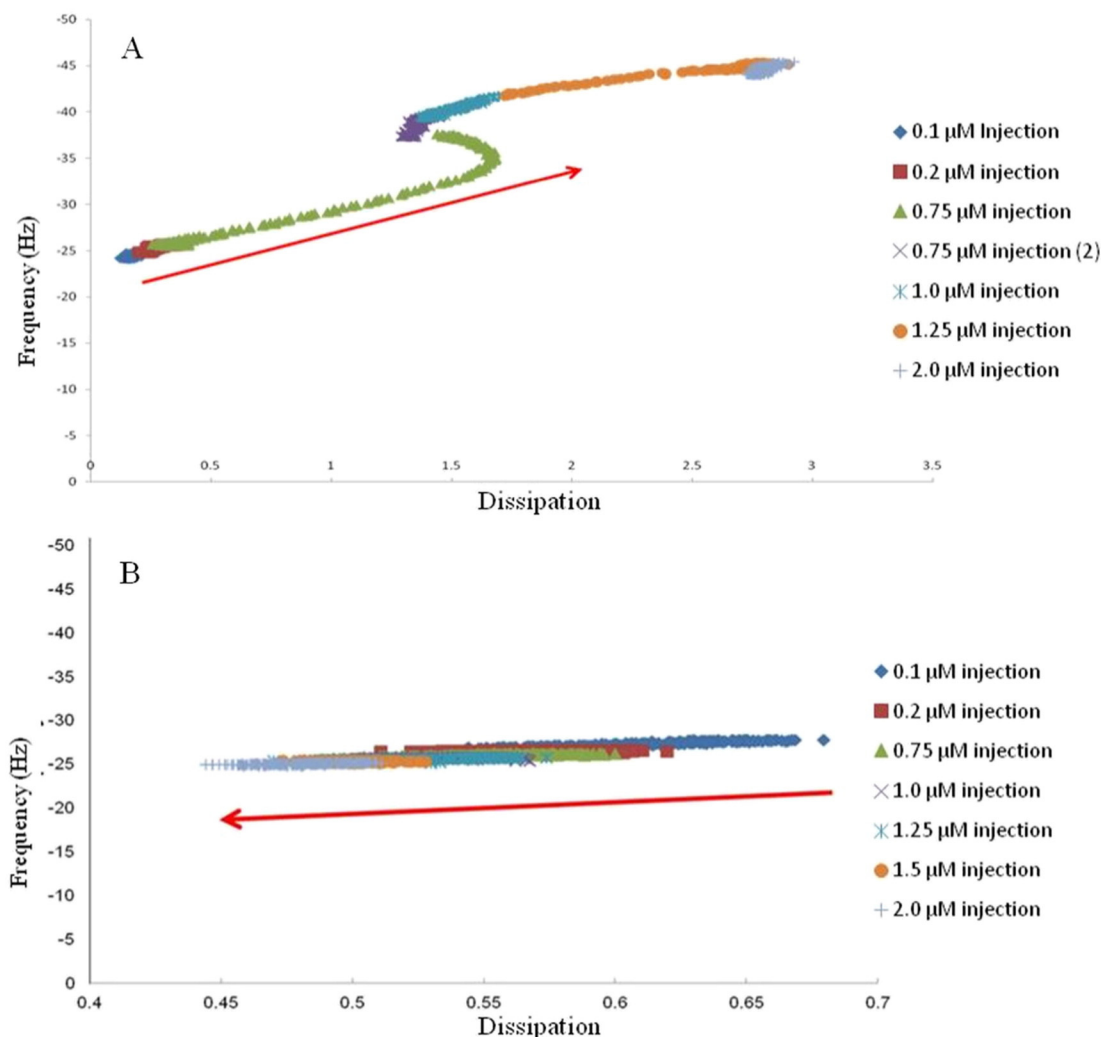 A
-50
-45
-40
-35
-30
-25
-20
-15
-10
-5
0
Frequency (Hz)
0 0.5 1 1.5 2 2.5 3 3.5
Dissipation
0.1 µM Injection
0.2 µM injection
0.75 µM injection
0.75 µM injection (2)
1.0 µM injection
1.25 µM injection
2.0 µM injection
B
-50
-45
-40
-35
-30
-25
-20
-15
-10
-5
0
Frequency (Hz)
0.4 0.45 0.5 0.55 0.6 0.65 0.7
Dissipation
0.1 µM injection
0.2 µM injection
0.75 µM injection
1.0 µM injection
1.25 µM injection
1.5 µM injection
2.0 µM injection